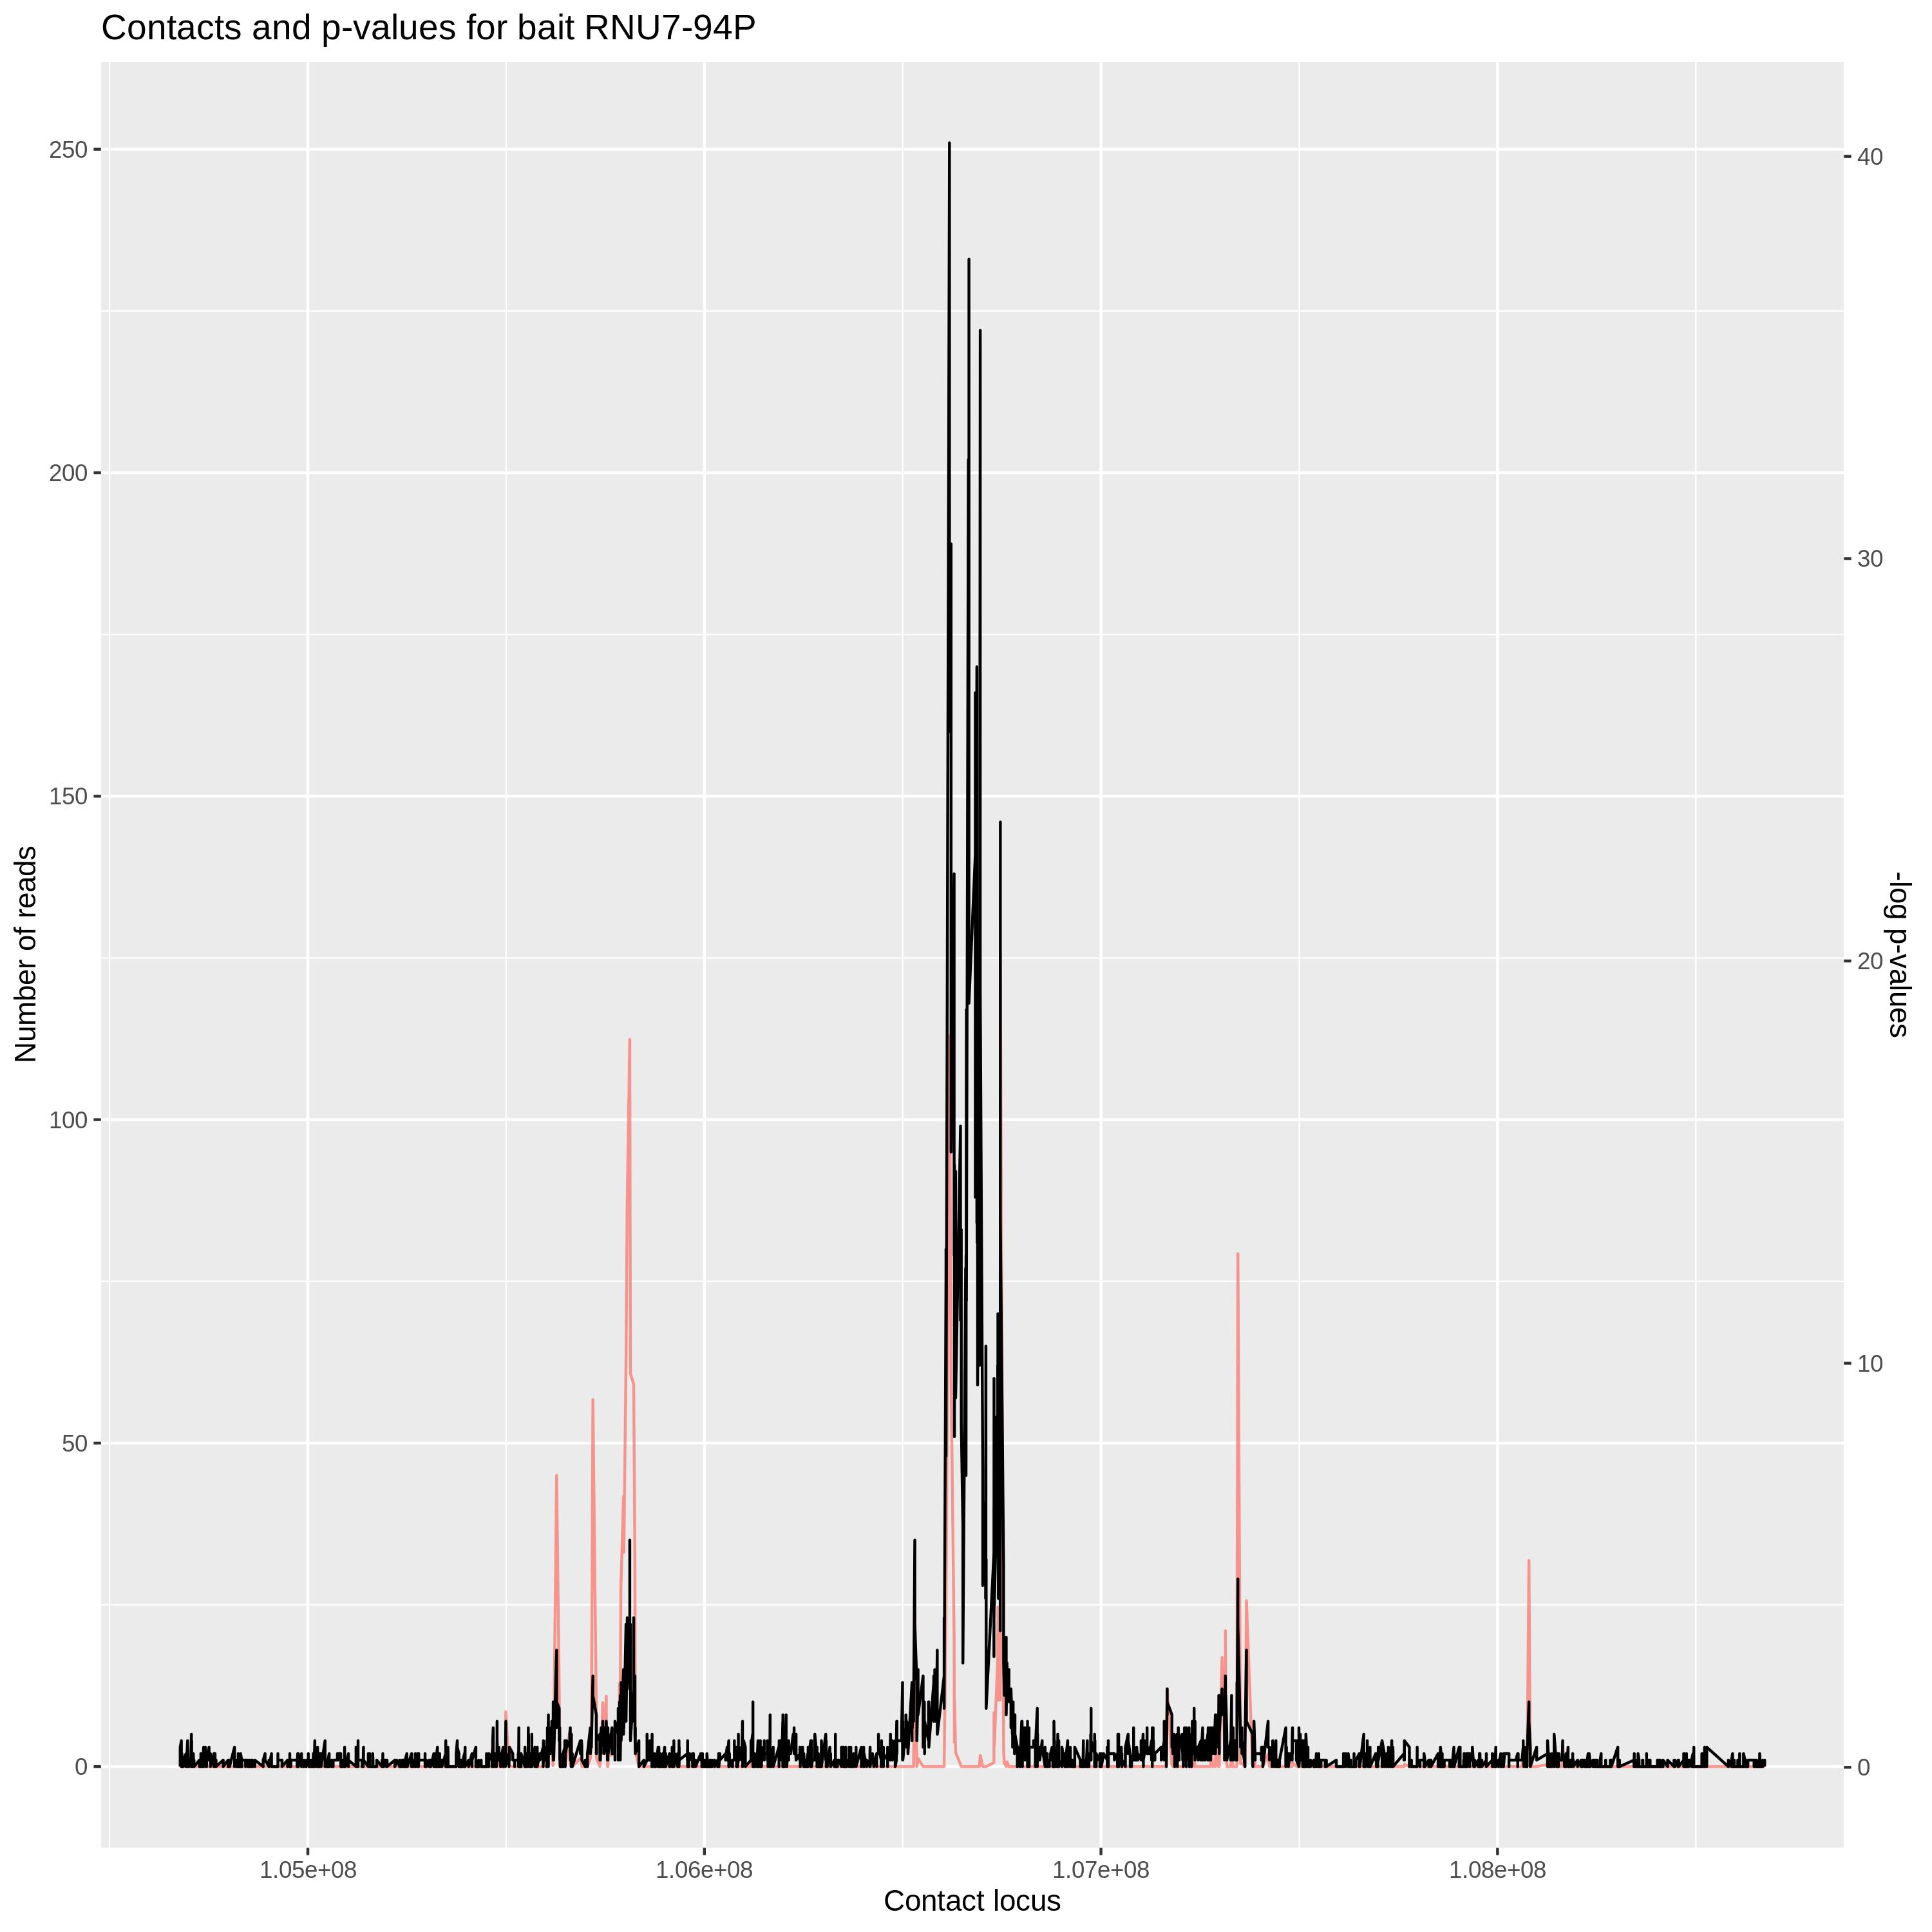 Contacts and p-values for bait RNU7-94P
250
200
150
100
50
0
Number of reads
40
30
20
10
0
-log p-values
1.05e+08
1.06e+08
1.07e+08
1.08e+08
Contact locus